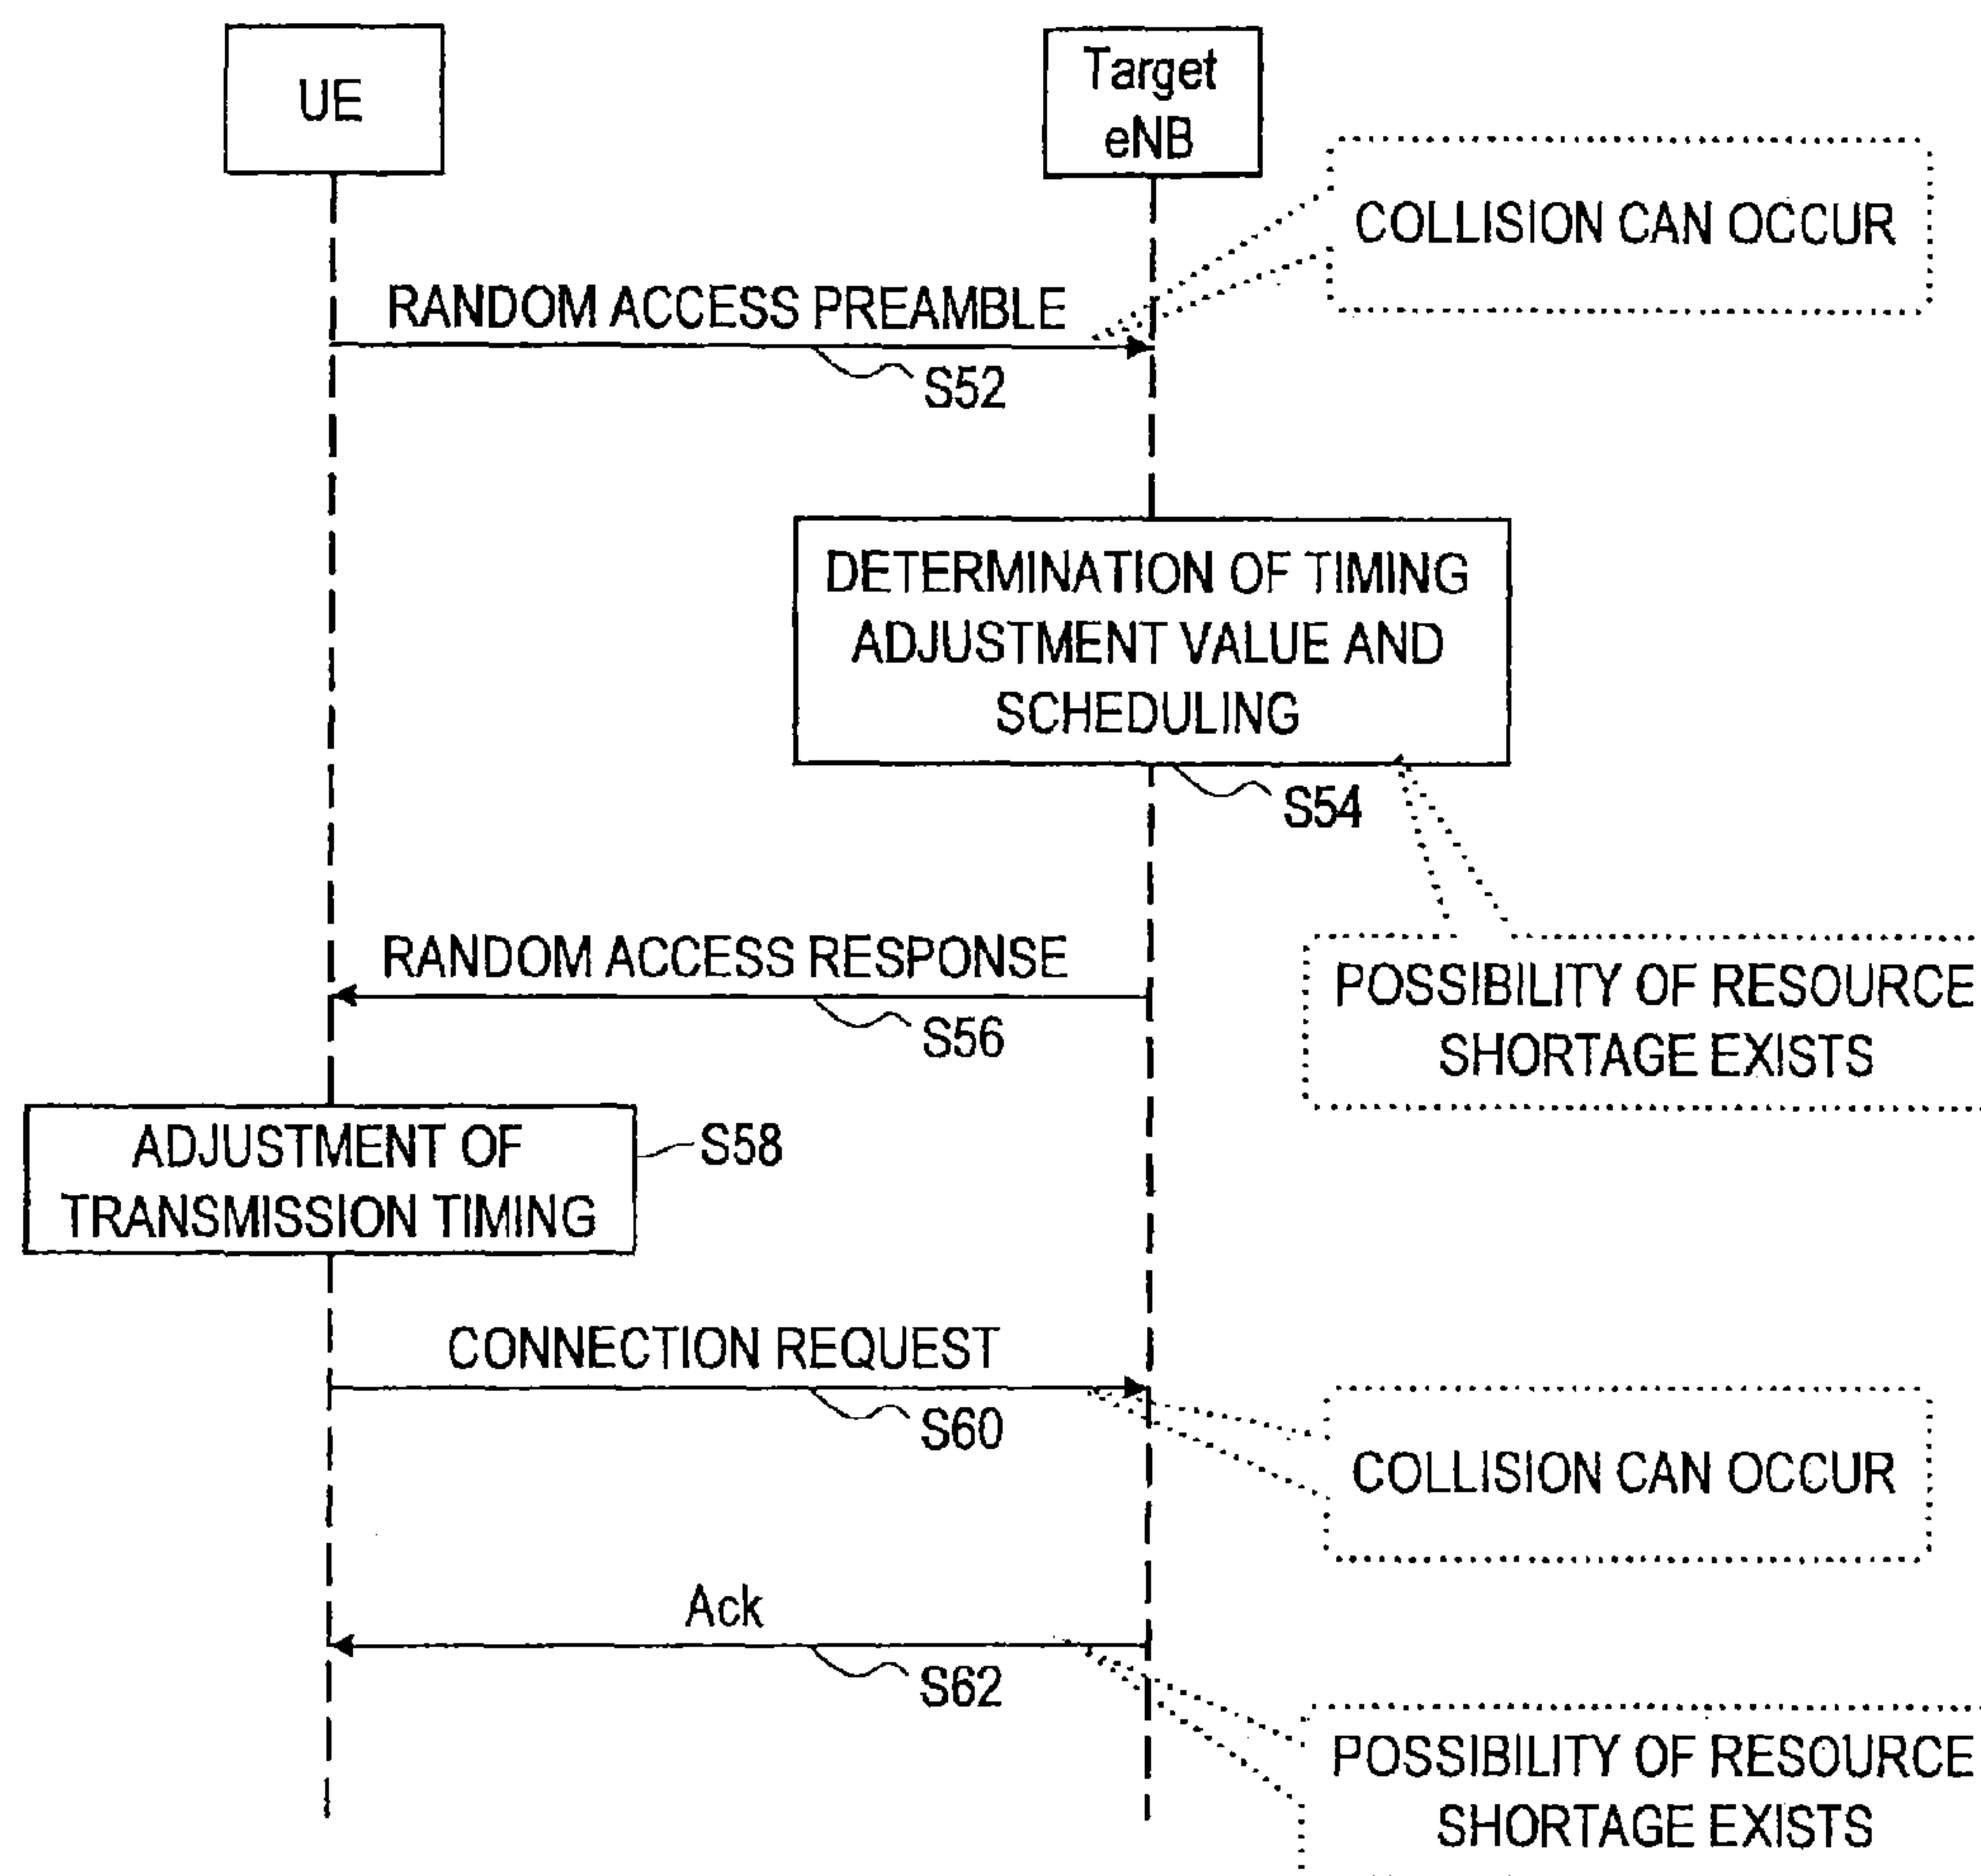 UE
Target
eNB
COLLISION CAN OCCUR
RANDOM ACCESS PREAMBLE
S52
DETERMINATION OF TIMING
ADJUSTMENT VALUE AND
SCHEDULING
S54
RANDOM ACCESS RESPONSE
S56
POSSIBILITY OF RESOURCE
SHORTAGE EXISTS
ADJUSTMENT OF
TRANSMISSION TIMING
S58
CONNECTION REQUEST
S60
COLLISION CAN OCCUR
Ack
S62
POSSIBILITY OF RESOURCE
SHORTAGE EXISTS